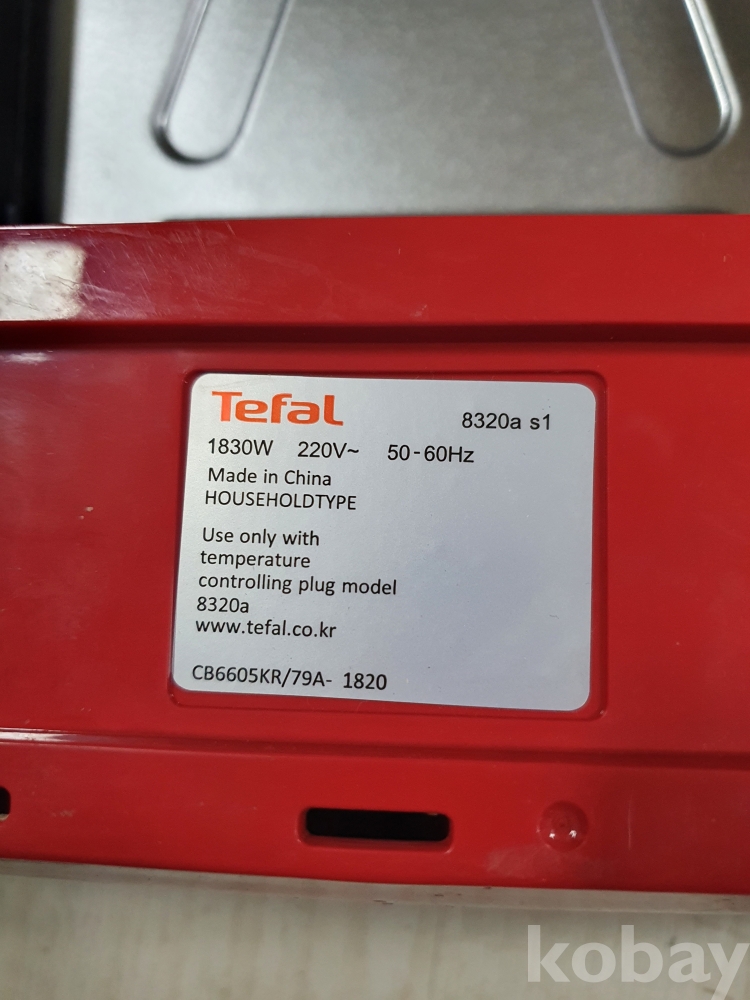 Tefal 8320a s1
1830W 220V~ 50-60Hz
Made in China
HOUSEHOLDTYPE
Use only with
temperature
controlling plug model
8320a
www.tefal.co.kr
CB6605KR/79A- 1820
kobay